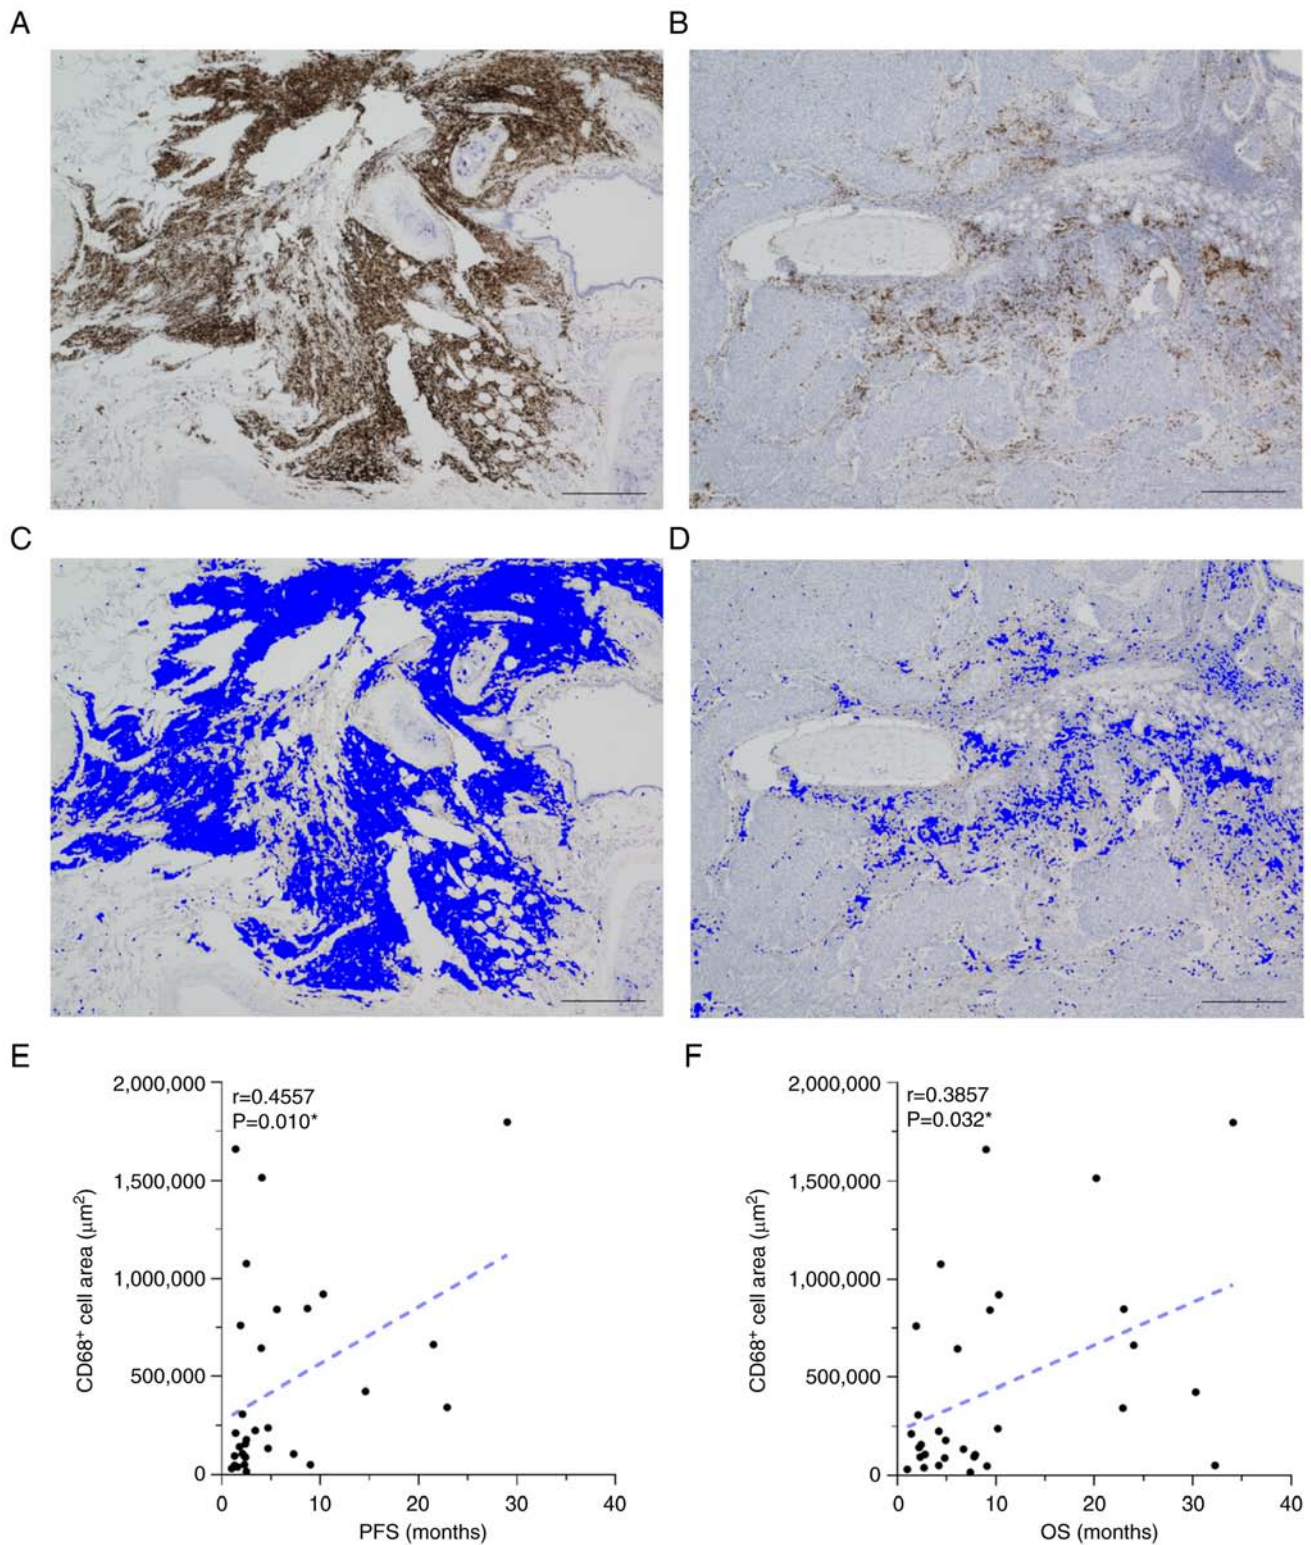 A
B
C
D
E
2,000,000
1,500,000
1,000,000
500,000
0
r=0.4557
P=0.010*
CD68⁺ cell area (μm²)
0 10 20 30 40
PFS (months)
F
2,000,000
1,500,000
1,000,000
500,000
0
r=0.3857
P=0.032*
CD68⁺ cell area (μm²)
0 10 20 30 40
OS (months)